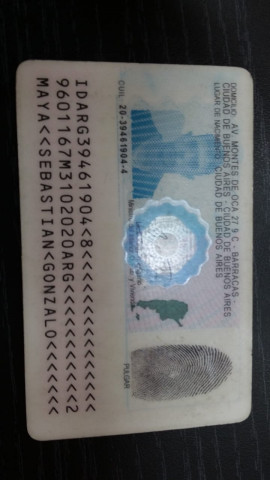 DOMICILIO: AV. MONTES DE OCA 27 9 C - BARRACAS -
CIUDAD DE BUENOS AIRES - CIUDAD DE BUENOS AIRES
LUGAR DE NACIMIENTO: CIUDAD DE BUENOS AIRES
CUIL: 20-39461904-4
PULGAR
IDARG39461904<8<<<<<<<<<<<<<<<
9601167M3102020ARG<<<<<<<<<<<2
MAYA<<SEBASTIAN<GONZALO<<<<<<<